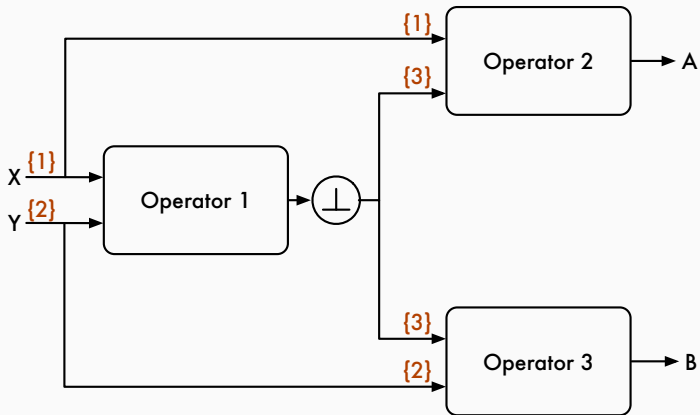 {1}
Operator 2
A
{3}
X
{1}
Operator 1
⊥
Y
{2}
{3}
Operator 3
B
{2}